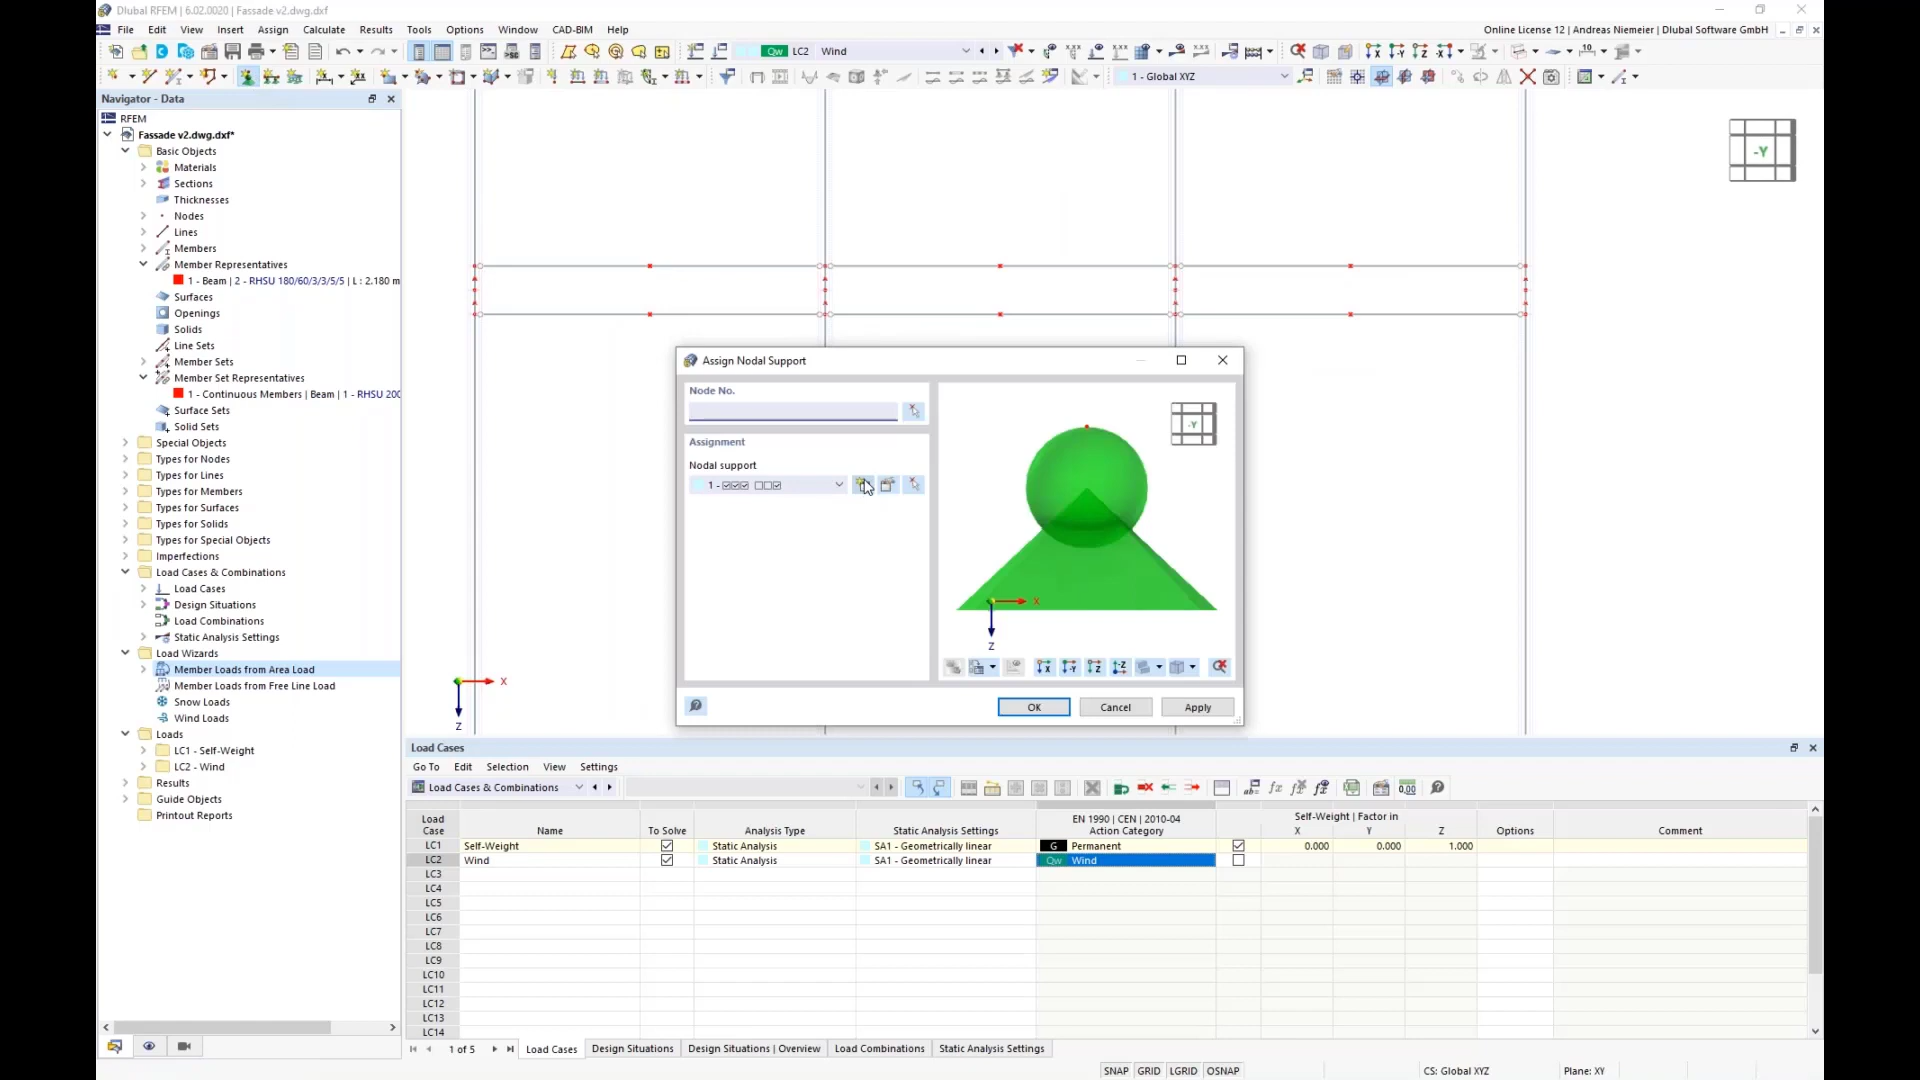 Dlubal RFEM | 6.02.0020 | Fassade v2.dwg.dxf
File Edit View Insert Assign Calculate Results Tools Options Window CAD-BIM Help
Online License 12 | Andreas Niemeier | Dlubal Software GmbH
Qw LC2 Wind
1 - Global XYZ
Navigator - Data
RFEM
Fassade v2.dwg.dxf*
Basic Objects
Materials
Sections
Thicknesses
Nodes
Lines
Members
Member Representatives
1 - Beam | 2 - RHSU 180/60/3/3/5/5 | L : 2.180 m
Surfaces
Openings
Solids
Line Sets
Member Sets
Member Set Representatives
1 - Continuous Members | Beam | 1 - RHSU 200
Surface Sets
Solid Sets
Special Objects
Types for Nodes
Types for Lines
Types for Members
Types for Surfaces
Types for Solids
Types for Special Objects
Imperfections
Load Cases & Combinations
Load Cases
Design Situations
Load Combinations
Static Analysis Settings
Load Wizards
Member Loads from Area Load
Member Loads from Free Line Load
Snow Loads
Wind Loads
Loads
LC1 - Self-Weight
LC2 - Wind
Results
Guide Objects
Printout Reports
-Y
X
Z
Assign Nodal Support
Node No.
Assignment
Nodal support
1 -
-Y
X
Z
OK Cancel Apply
Load Cases
Go To Edit Selection View Settings
Load Cases & Combinations
Load Case
Name
To Solve
Analysis Type
Static Analysis Settings
EN 1990 | CEN | 2010-04
Action Category
Self-Weight | Factor in
X Y Z
Options
Comment
LC1 Self-Weight Static Analysis SA1 - Geometrically linear G Permanent 0.000 0.000 1.000
LC2 Wind Static Analysis SA1 - Geometrically linear Qw Wind
LC3
LC4
LC5
LC6
LC7
LC8
LC9
LC10
LC11
LC12
LC13
LC14
1 of 5 Load Cases Design Situations Design Situations | Overview Load Combinations Static Analysis Settings
SNAP GRID LGRID OSNAP CS: Global XYZ Plane: XY